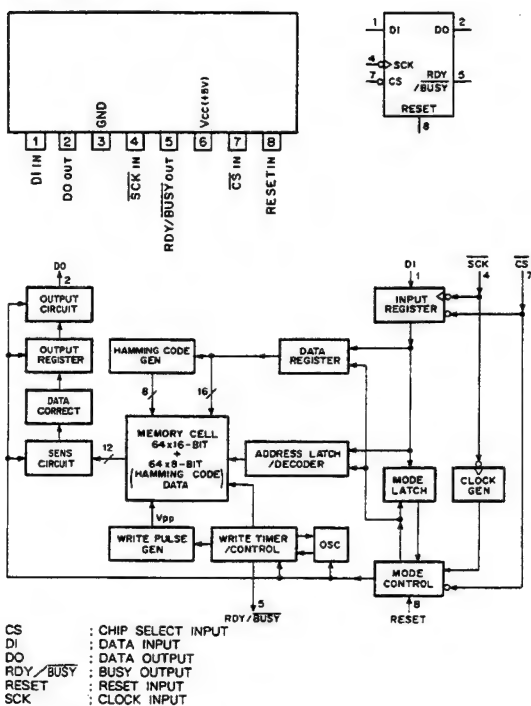 1 DI DO 2
4 SCK
7 CS RDY /BUSY 5
RESET
8
GND
Vcc(+5V)
1 2 3 4 5 6 7 8
DI IN
DO OUT
SCK IN
RDY/BUSY OUT
CS IN
RESET IN
DO
2
DI
1
SCK
4
CS
7
OUTPUT CIRCUIT
INPUT REGISTER
OUTPUT REGISTER
HAMMING CODE GEN
DATA REGISTER
8
16
DATA CORRECT
MEMORY CELL
64x16-BIT
+
64x8-BIT
(HAMMING CODE DATA)
SENS CIRCUIT
12
ADDRESS LATCH /DECODER
MODE LATCH
CLOCK GEN
Vpp
WRITE PULSE GEN
WRITE TIMER /CONTROL
OSC
MODE CONTROL
5
RDY/BUSY
8
RESET
CS : CHIP SELECT INPUT
DI : DATA INPUT
DO : DATA OUTPUT
RDY/BUSY : BUSY OUTPUT
RESET : RESET INPUT
SCK : CLOCK INPUT